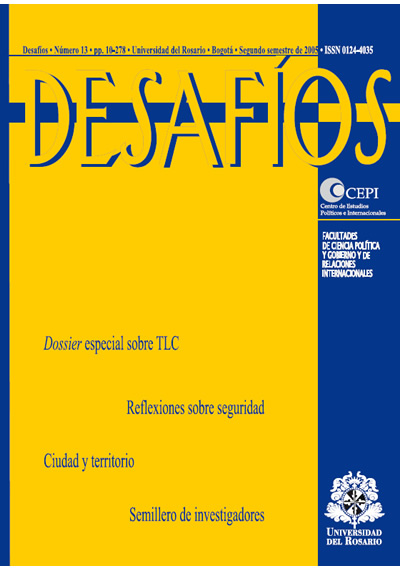 Desafíos • Número 13 • pp. 10-278 • Universidad del Rosario • Bogotá • Segundo semestre de 2005 • ISSN 0124-4035
DESAFÍOS
CEPI
Centro de Estudios
Políticos e Internacionales
FACULTADES
DE CIENCIA POLÍTICA
Y GOBIERNO Y DE
RELACIONES
INTERNACIONALES
Dossier especial sobre TLC
Reflexiones sobre seguridad
Ciudad y territorio
Semillero de investigadores
UNIVERSIDAD
DEL ROSARIO